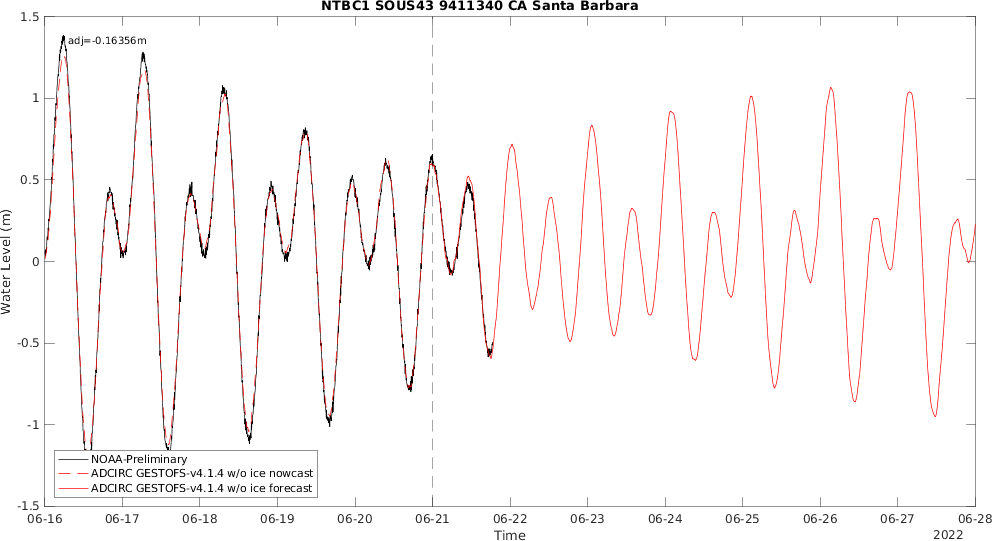 NTBC1 SOUS43 9411340 CA Santa Barbara
adj=-0.16356m
Water Level (m)
1.5
1
0.5
0
-0.5
-1
-1.5
NOAA-Preliminary
ADCIRC GESTOFS-v4.1.4 w/o ice nowcast
ADCIRC GESTOFS-v4.1.4 w/o ice forecast
06-16 06-17 06-18 06-19 06-20 06-21 06-22 06-23 06-24 06-25 06-26 06-27 06-28
Time
2022